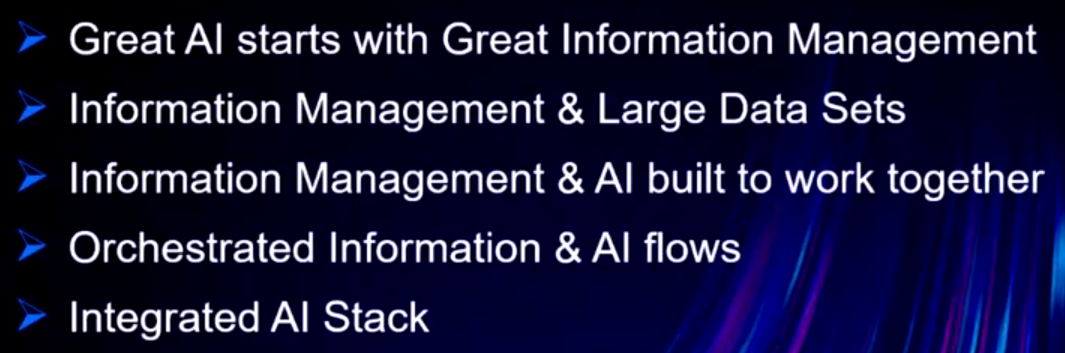 Great AI starts with Great Information Management
Information Management & Large Data Sets
Information Management & AI built to work together
Orchestrated Information & AI flows
Integrated AI Stack